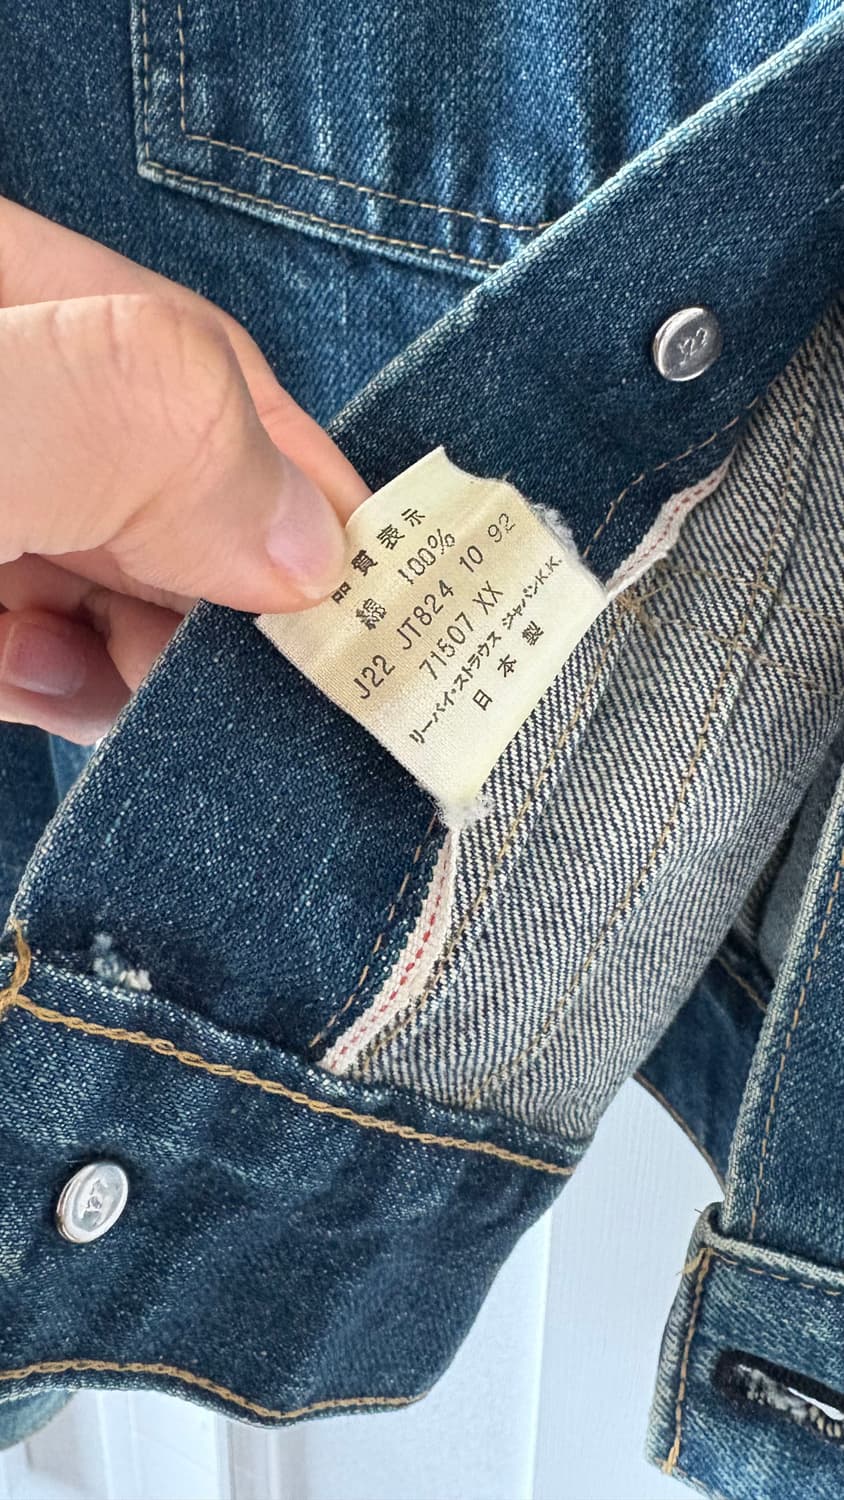 品質表示
綿 100%
J22 JT824 10 92
71507 XX
リーバイ・ストラウス ジャパンK.K.
日本製
J22